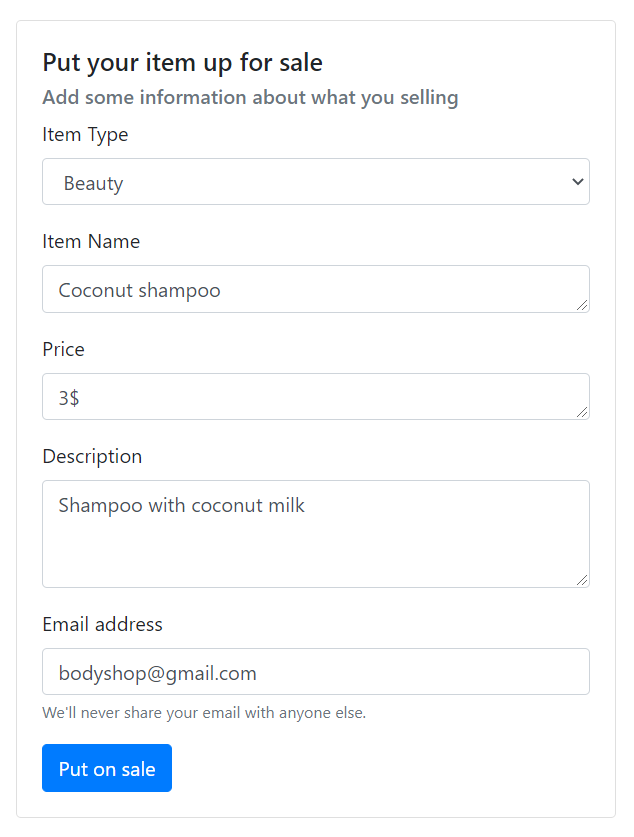 Put your item up for sale
Add some information about what you selling
Item Type
Beauty
Item Name
Coconut shampoo
Price
3$
Description
Shampoo with coconut milk
Email address
bodyshop@gmail.com
We'll never share your email with anyone else.
Put on sale